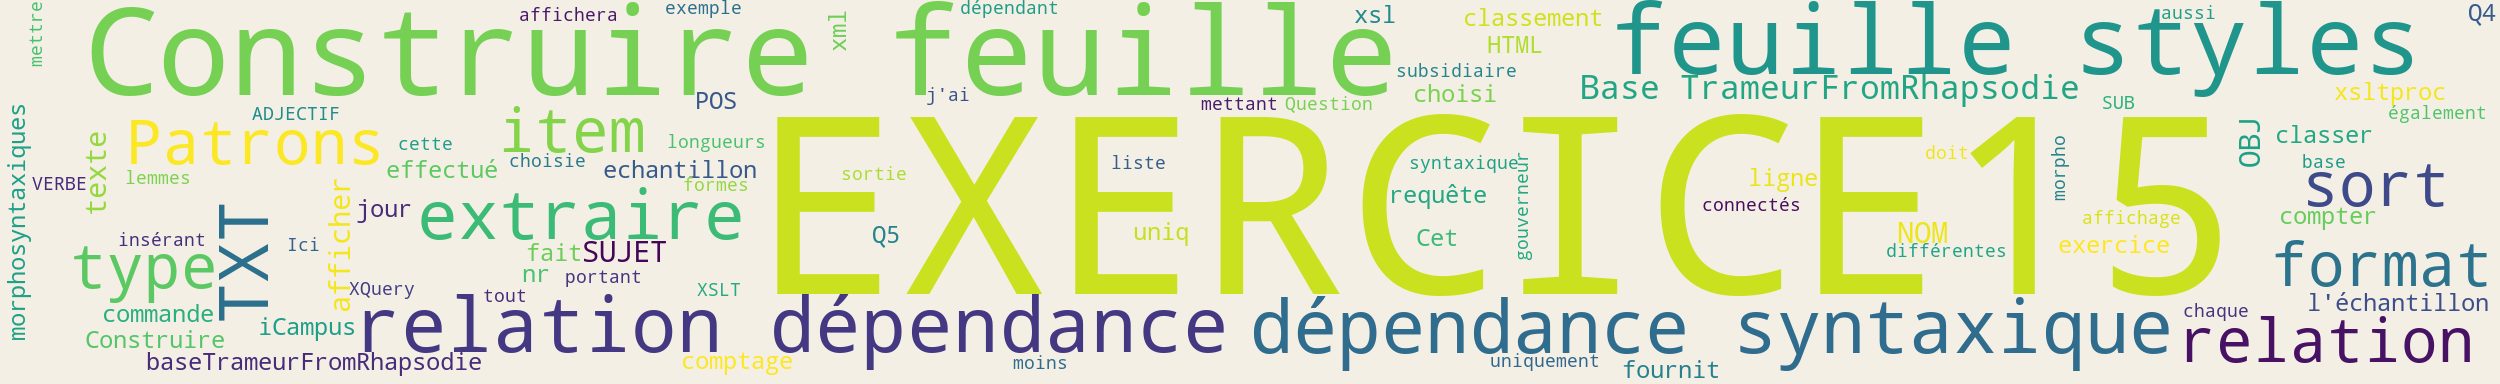 mettre
Construire feuille
affichera
exemple
xml
dépendant
xsl
classement
HTML
feuille styles
aussi
Q4
subsidiaire
Base TrameurFromRhapsodie
choisi
POS
j'ai
mettant
Question
SUB
xsltproc
également
ADJECTIF
morphosyntaxiques
Patrons
texte
item
cette
longueurs
effectué
choisie
echantillon
EXERCICE15
liste
syntaxique
doit
morpho
OBJ
classer
base
VERBE
lemmes
sortie
formes
requête
gouverneur
ligne
sort
connectés
afficher
jour
extraire
TXT
insérant
Ici
type
fait
SUJET
nr
portant
Q5
uniq
Cet
NOM
différentes
affichage
compter
exercice
format
XQuery
tout
XSLT
commande
iCampus
Construire
relation dépendance
dépendance syntaxique
chaque
l'échantillon
relation
baseTrameurFromRhapsodie
comptage
moins
uniquement
fournit